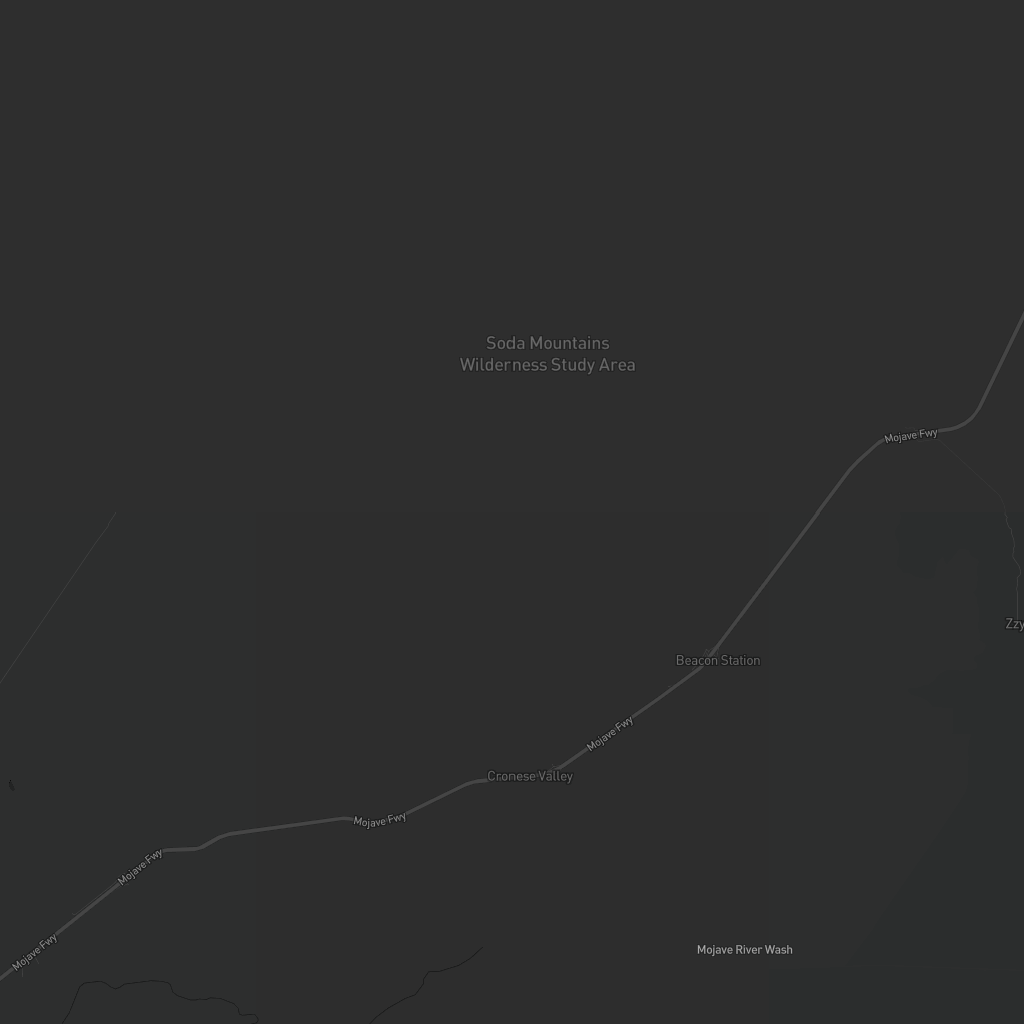 Soda Mountains
Wilderness Study Area
Mojave Fwy
Zzy
Beacon Station
Mojave Fwy
Cronese Valley
Mojave Fwy
Mojave Fwy
Mojave Fwy
Mojave River Wash